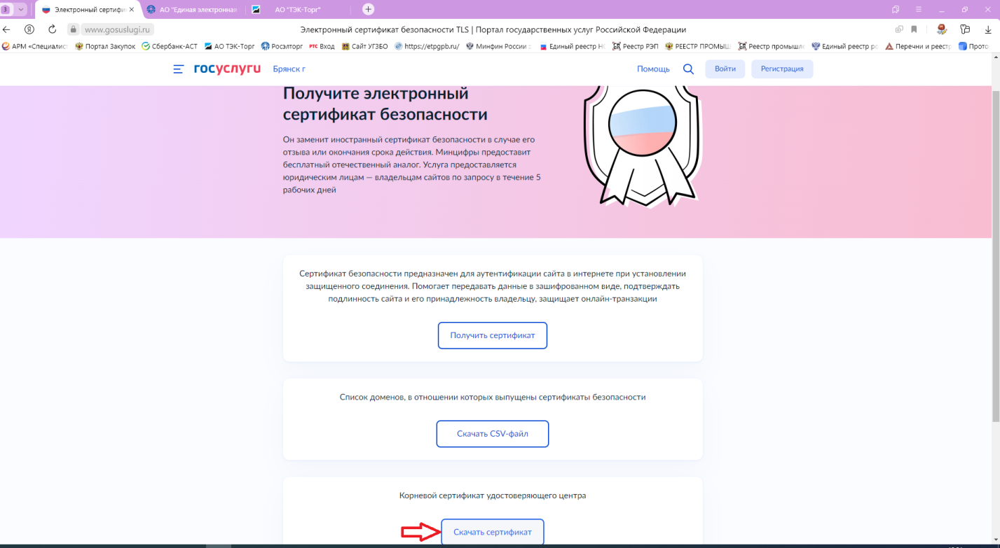 3
Электронный сертифи
АО "Единая электронная
АО "ТЭК-Торг"
www.gosuslugi.ru
Электронный сертификат безопасности TLS | Портал государственных услуг Российской Федерации
АРМ «Специалист
Портал Закупок
Сбербанк-АСТ
АО ТЭК-Торг
Росэлторг
РТС Вход
Сайт УГЗБО
https://etpgpb.ru/
Минфин России ::
Единый реестр НО
Реестр РЭП
РЕЕСТР ПРОМЫШ
Реестр промышле
Единый реестр ро
Перечни и реестр
Прото
госуслуги
Брянск г
Помощь
Войти
Регистрация
Получите электронный
сертификат безопасности
Он заменит иностранный сертификат безопасности в случае его
отзыва или окончания срока действия. Минцифры предоставит
бесплатный отечественный аналог. Услуга предоставляется
юридическим лицам — владельцам сайтов по запросу в течение 5
рабочих дней
Сертификат безопасности предназначен для аутентификации сайта в интернете при установлении
защищенного соединения. Помогает передавать данные в зашифрованном виде, подтверждать
подлинность сайта и его принадлежность владельцу, защищает онлайн-транзакции
Получить сертификат
Список доменов, в отношении которых выпущены сертификаты безопасности
Скачать CSV-файл
Корневой сертификат удостоверяющего центра
Скачать сертификат